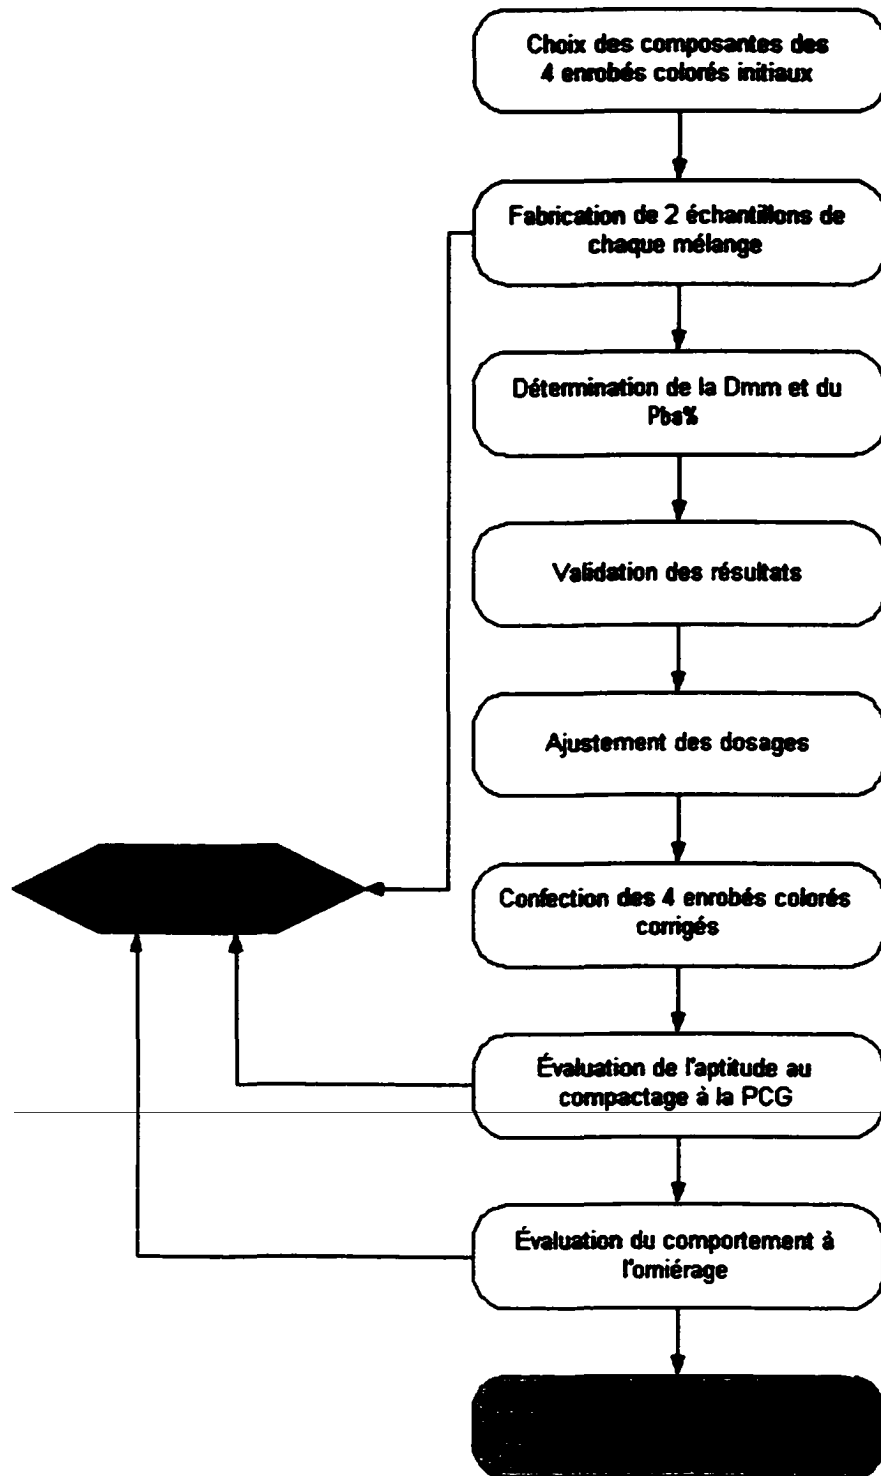 Choix des composantes des
4 enrobés colorés initiaux
Fabrication de 2 échantillons de
chaque mélange
Détermination de la Dmm et du
Pba%
Validation des résultats
Ajustement des dosages
Confection des 4 enrobés colorés
corrigés
Évaluation de l'aptitude au
compactage à la PCG
Évaluation du comportement à
l'orniérage